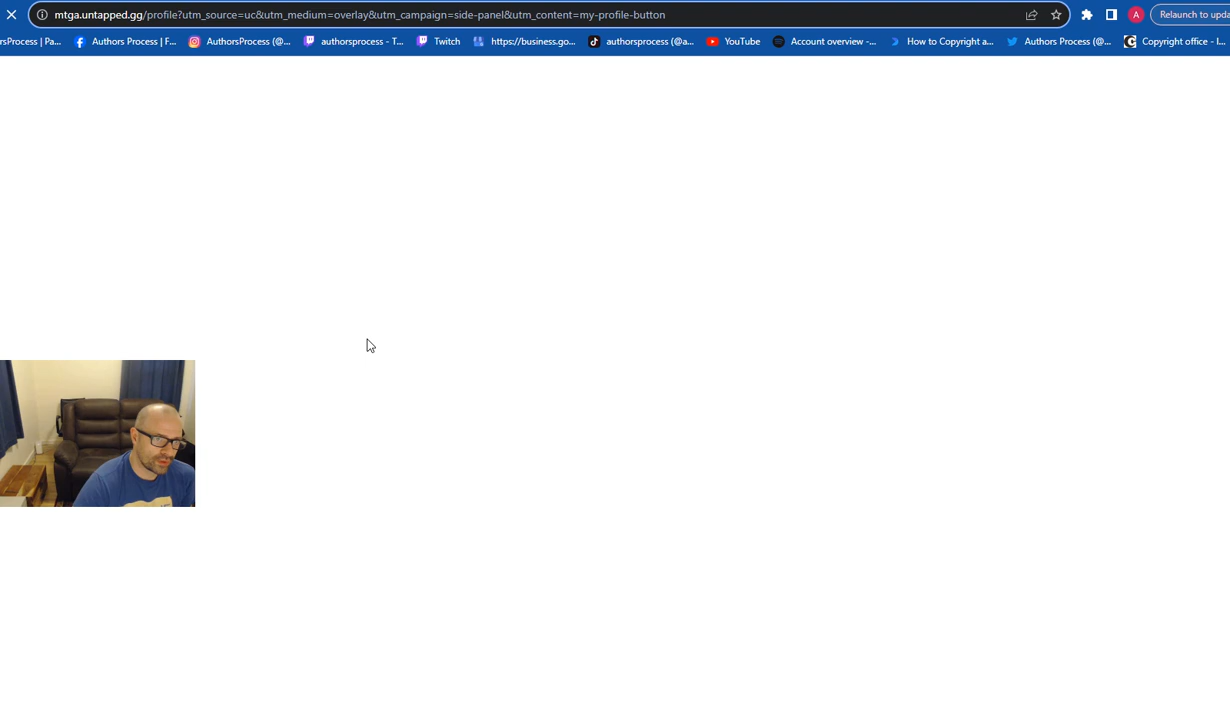 mtga.untapped.gg/profile?utm_source=uc&utm_medium=overlay&utm_campaign=side-panel&utm_content=my-profile-button
A
Relaunch to upda
rsProcess | Pa... Authors Process | F... AuthorsProcess (@... authorsprocess - T... Twitch https://business.go... authorsprocess (@a... YouTube Account overview -... How to Copyright a... Authors Process (@... Copyright office - I...